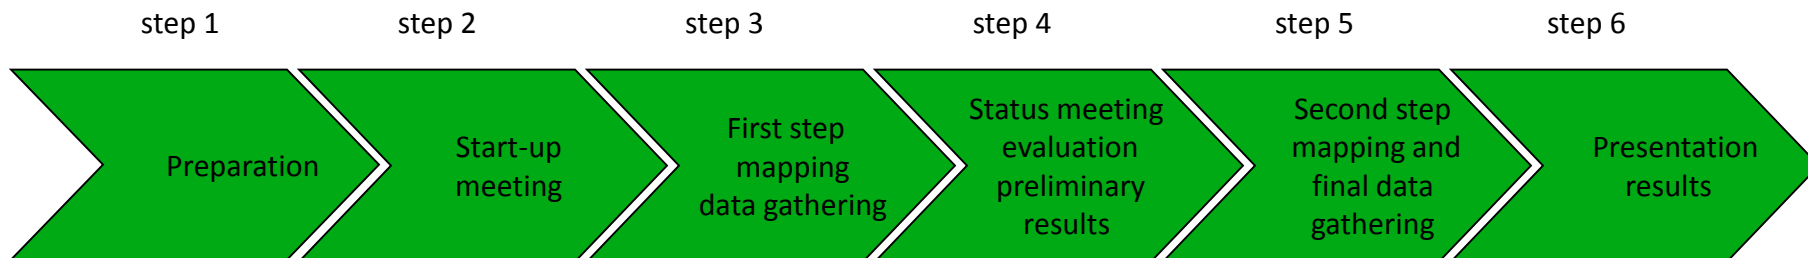 step 1
step 2
step 3
step 4
step 5
step 6
Preparation
Start-up
meeting
First step
mapping
data gathering
Status meeting
evaluation
preliminary
results
Second step
mapping and
final data
gathering
Presentation
results